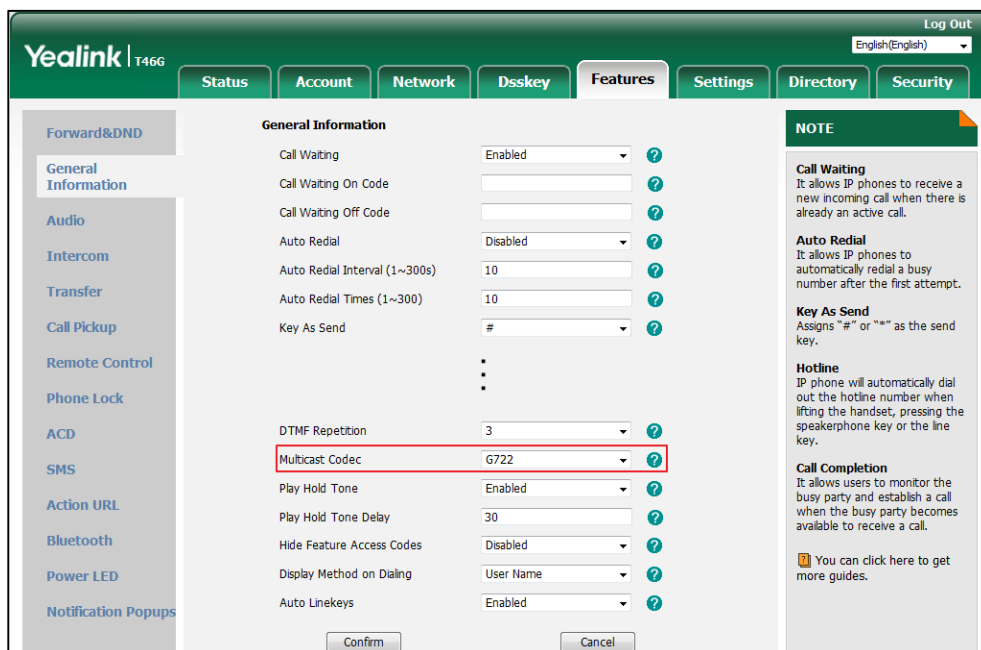 Log Out
English(English)
Yealink | T46G
Status Account Network Dsskey Features Settings Directory Security
Forward&DND
General
Information
Audio
Intercom
Transfer
Call Pickup
Remote Control
Phone Lock
ACD
SMS
Action URL
Bluetooth
Power LED
Notification Popups
General Information
Call Waiting Enabled ?
Call Waiting On Code ?
Call Waiting Off Code ?
Auto Redial Disabled ?
Auto Redial Interval (1~300s) 10 ?
Auto Redial Times (1~300) 10 ?
Key As Send # ?
DTMF Repetition 3 ?
Multicast Codec G722 ?
Play Hold Tone Enabled ?
Play Hold Tone Delay 30 ?
Hide Feature Access Codes Disabled ?
Display Method on Dialing User Name ?
Auto Linekeys Enabled ?
Confirm Cancel
NOTE
Call Waiting
It allows IP phones to receive a
new incoming call when there is
already an active call.
Auto Redial
It allows IP phones to
automatically redial a busy
number after the first attempt.
Key As Send
Assigns "#" or "*" as the send
key.
Hotline
IP phone will automatically dial
out the hotline number when
lifting the handset, pressing the
speakerphone key or the line
key.
Call Completion
It allows users to monitor the
busy party and establish a call
when the busy party becomes
available to receive a call.
? You can click here to get
more guides.